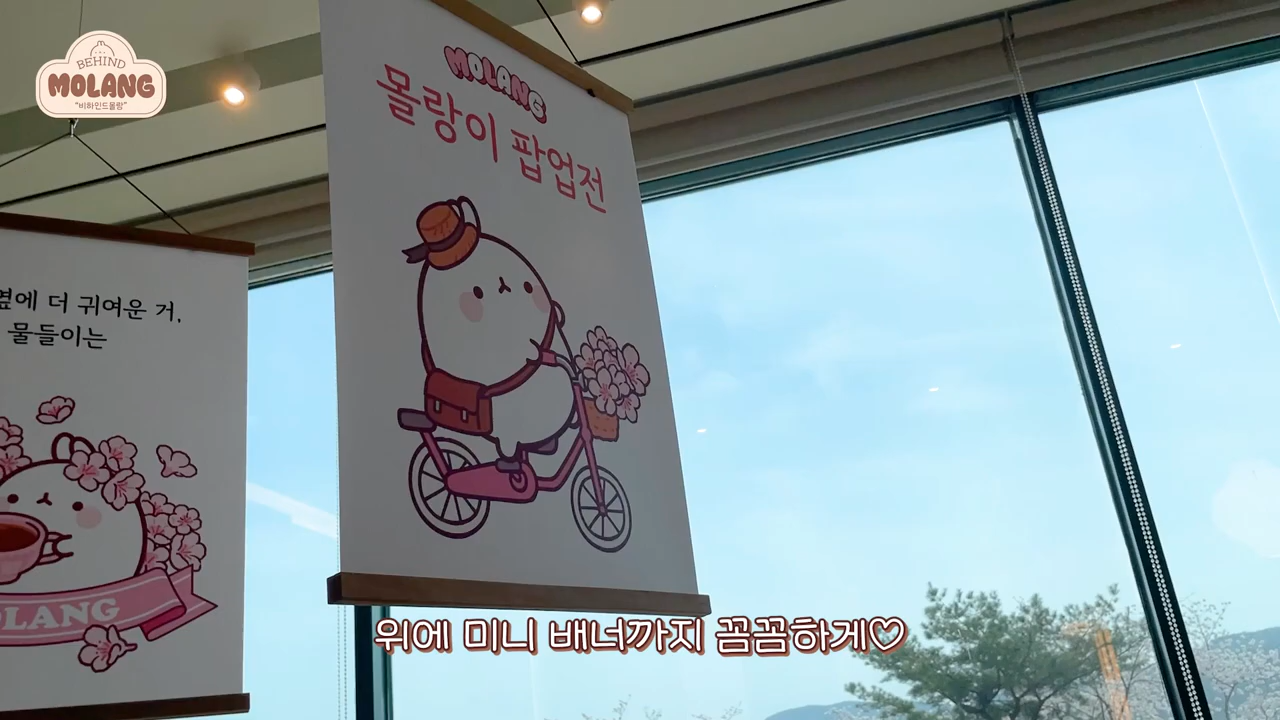 BEHIND
MOLANG
"비하인드몰랑"
MOLANG
몰랑이 팝업전
옆에 더 귀여운 거,
물들이는
OLANG
위에 미니 배너까지 꼼꼼하게♡